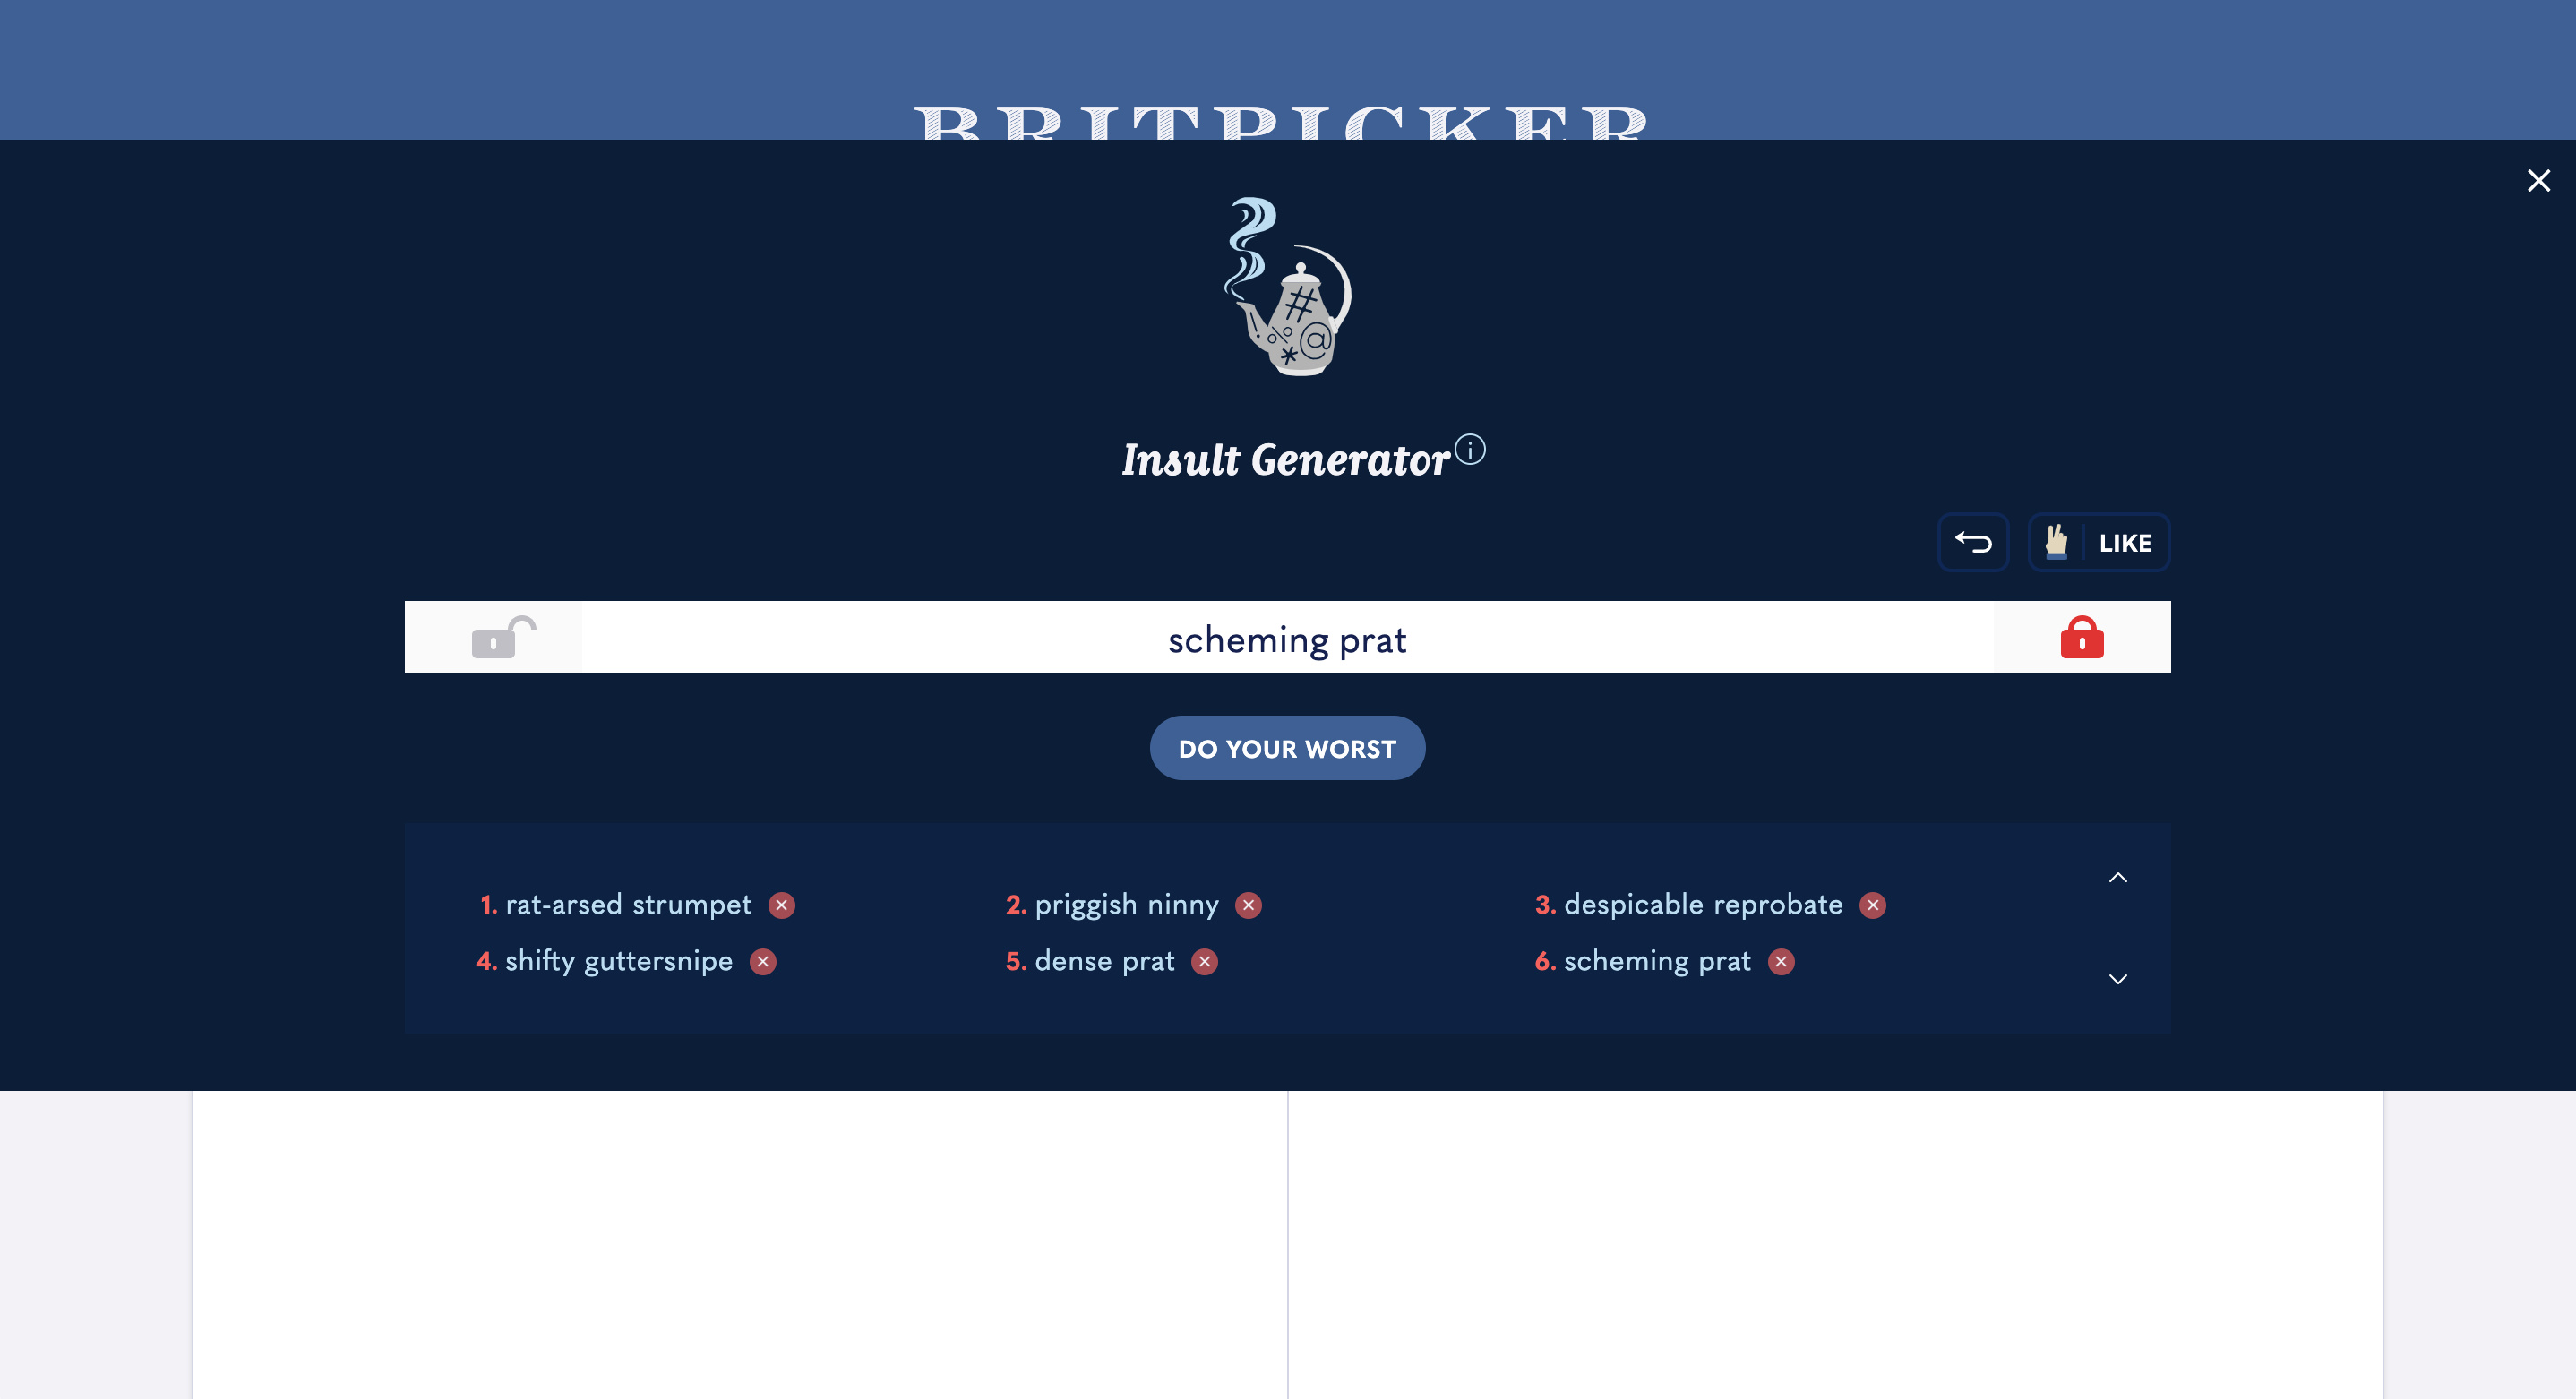 BRITPICKER
Insult Generator
LIKE
scheming prat
DO YOUR WORST
1. rat-arsed strumpet
2. priggish ninny
3. despicable reprobate
4. shifty guttersnipe
5. dense prat
6. scheming prat